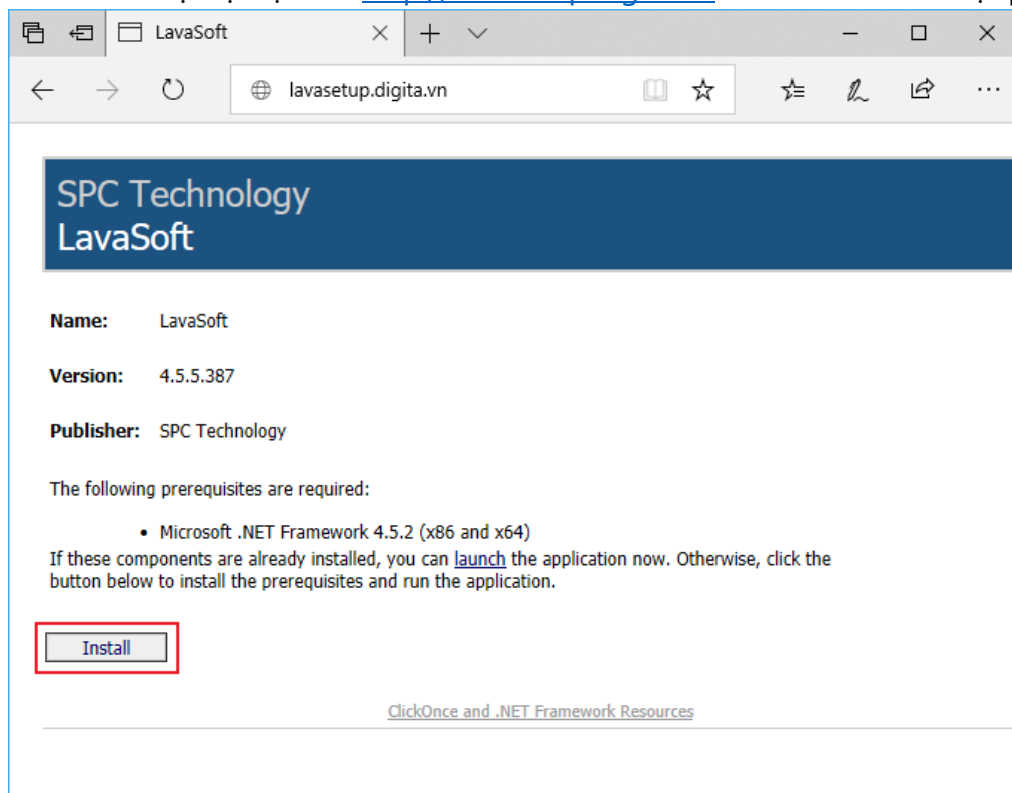 LavaSoft
lavasetup.digita.vn
SPC Technology
LavaSoft
Name: LavaSoft
Version: 4.5.5.387
Publisher: SPC Technology
The following prerequisites are required:
• Microsoft .NET Framework 4.5.2 (x86 and x64)
If these components are already installed, you can launch the application now. Otherwise, click the
button below to install the prerequisites and run the application.
Install
ClickOnce and .NET Framework Resources